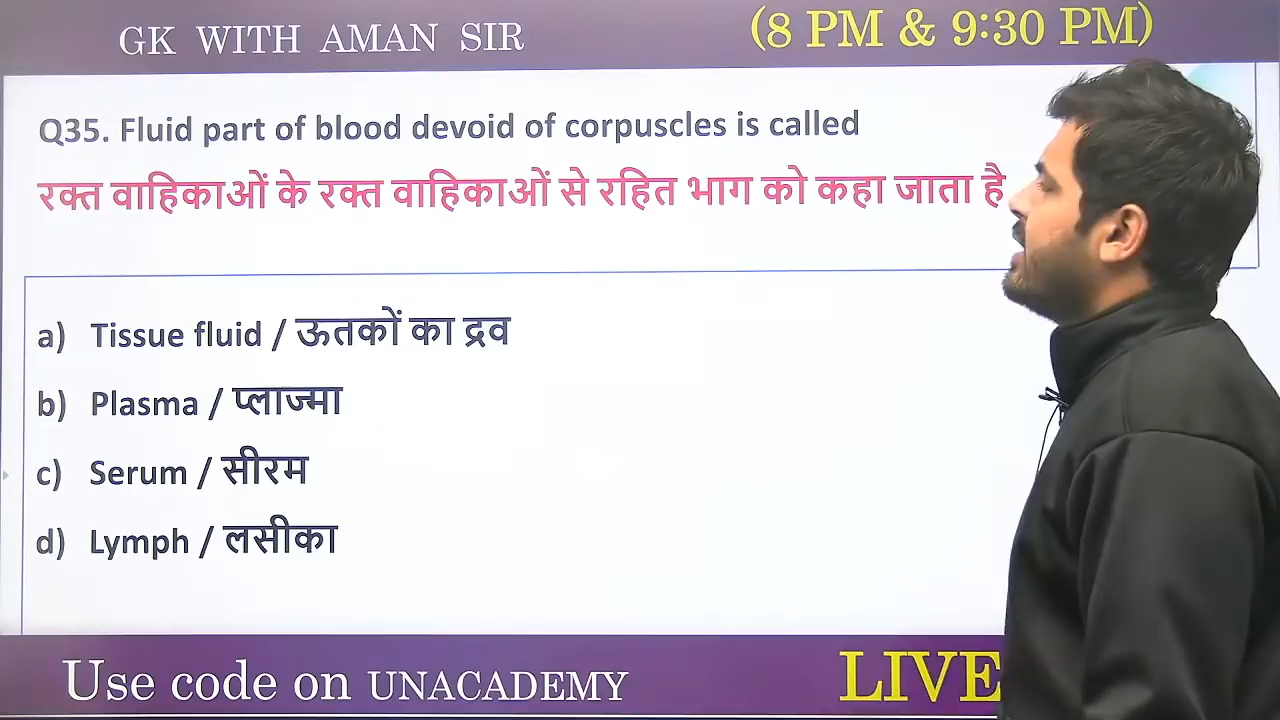 GK WITH AMAN SIR
(8 PM & 9:30 PM)
Q35. Fluid part of blood devoid of corpuscles is called
रक्त वाहिकाओं के रक्त वाहिकाओं से रहित भाग को कहा जाता है
a) Tissue fluid / ऊतकों का द्रव
b) Plasma / प्लाज्मा
c) Serum / सीरम
d) Lymph / लसीका
Use code on UNACADEMY
LIVE